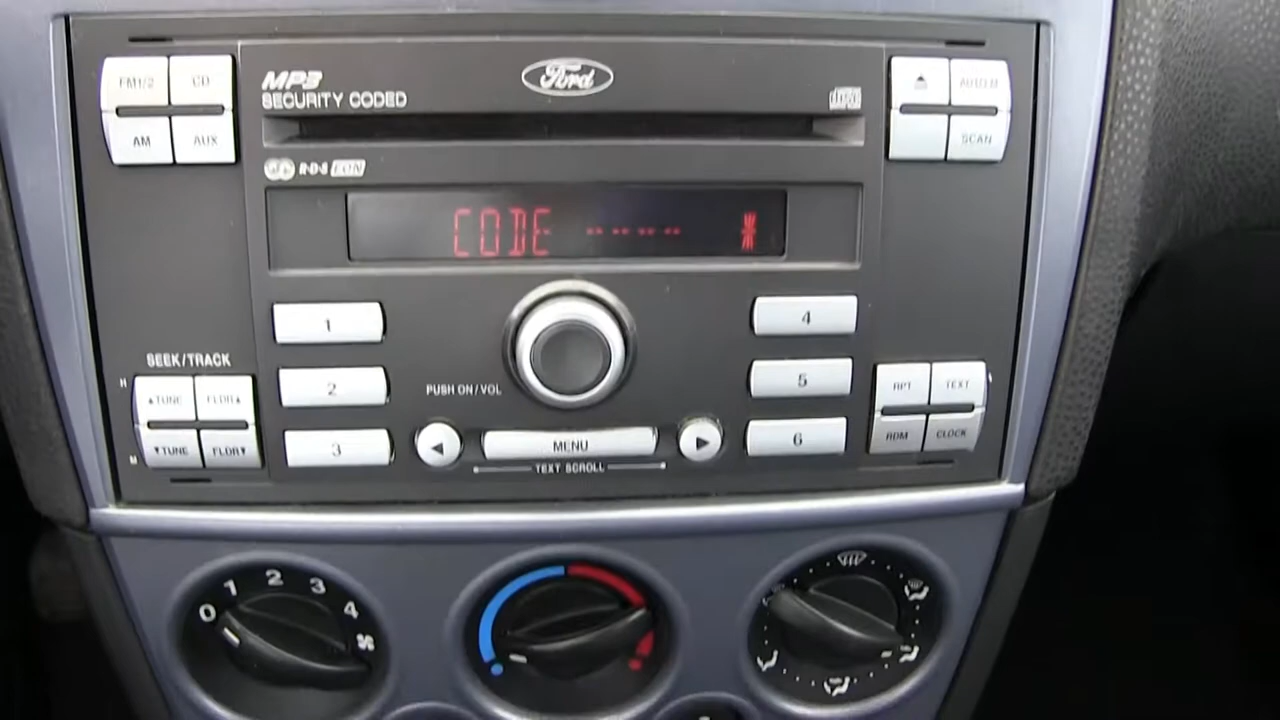 FM1/2 CD
AM AUX
MP3
SECURITY CODED
Ford
SCAN
R·D·S EON
CODE ---- *
1
2
3
4
5
6
SEEK/TRACK
▲TUNE FLDR▲
▼TUNE FLDR▼
H
M
PUSH ON/VOL
◀ MENU ▶
TEXT SCROLL
RPT TEXT
RDM CLOCK
0 1 2 3 4